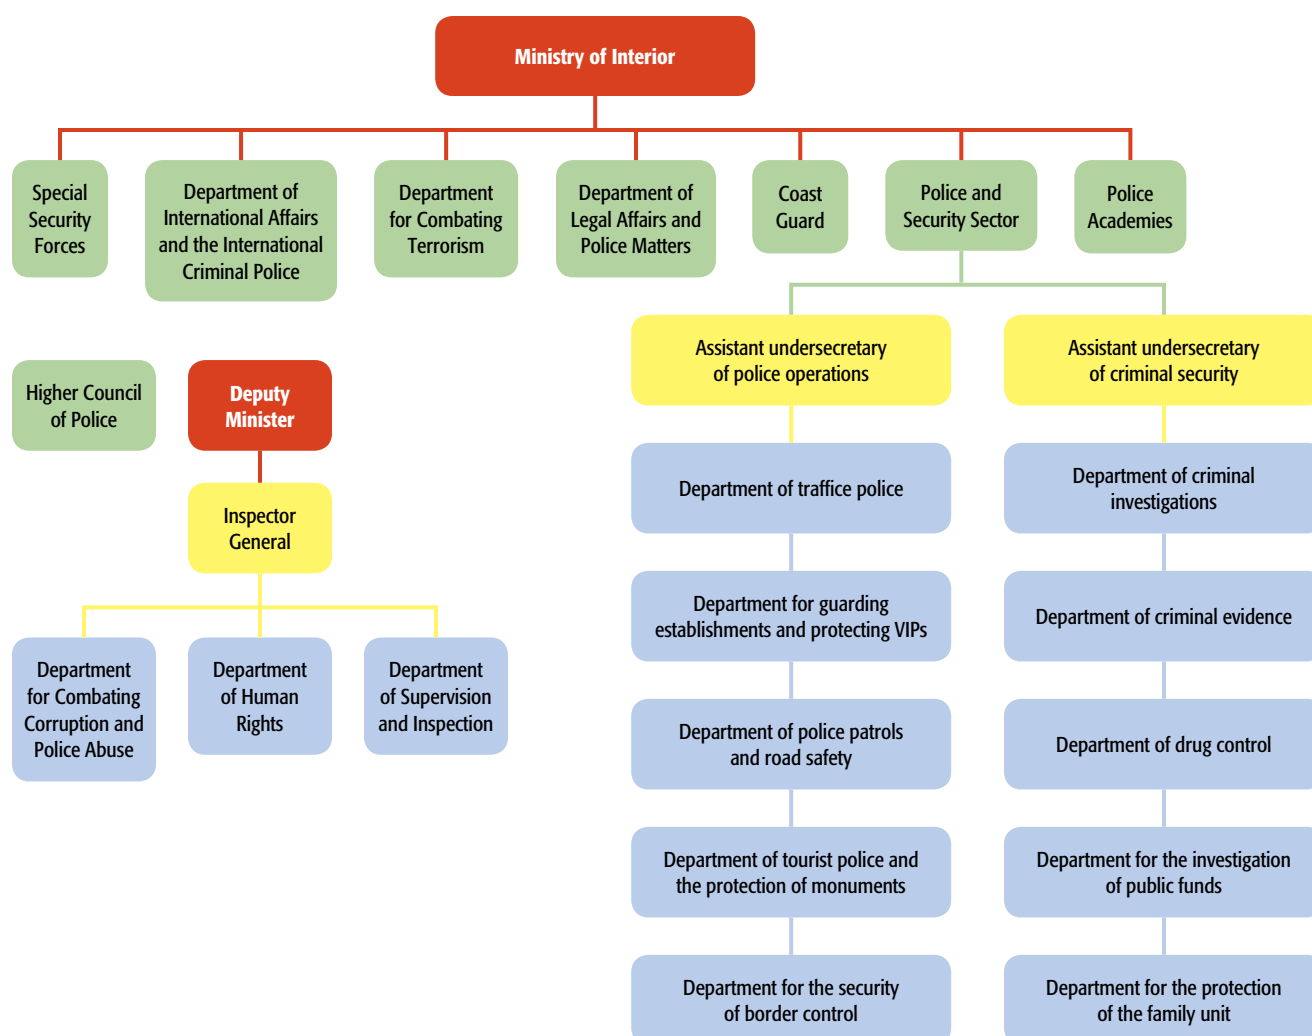 Ministry of Interior
Special
Security
Forces
Department of
International Affairs
and the International
Criminal Police
Department
for Combating
Terrorism
Department of
Legal Affairs and
Police Matters
Coast
Guard
Police and
Security Sector
Police
Academies
Higher Council
of Police
Deputy
Minister
Inspector
General
Department
for Combating
Corruption and
Police Abuse
Department
of Human
Rights
Department
of Supervision
and Inspection
Assistant undersecretary
of police operations
Department of traffice police
Department for guarding
establishments and protecting VIPs
Department of police patrols
and road safety
Department of tourist police and
the protection of monuments
Department for the security
of border control
Assistant undersecretary
of criminal security
Department of criminal
investigations
Department of criminal evidence
Department of drug control
Department for the investigation
of public funds
Department for the protection
of the family unit